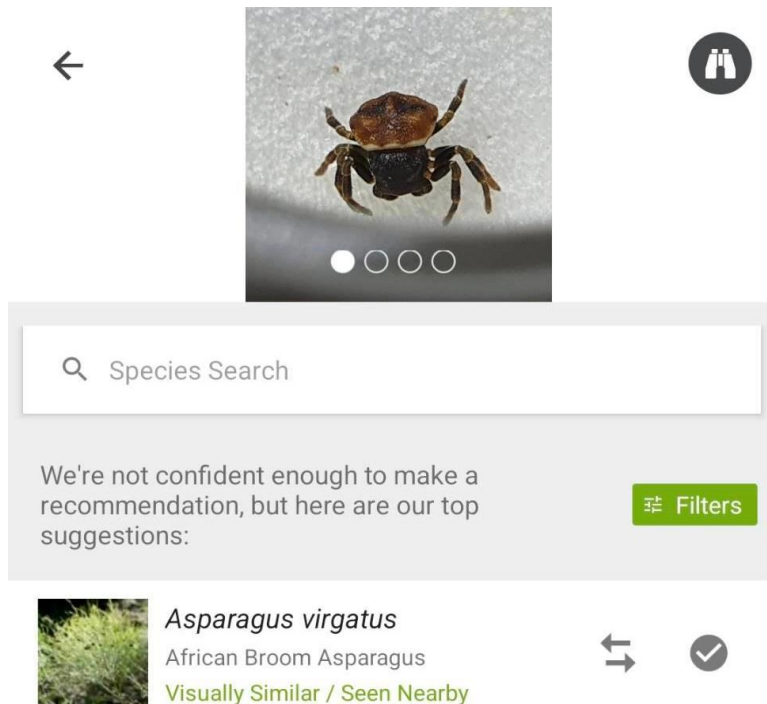 Species Search
We're not confident enough to make a
recommendation, but here are our top
suggestions:
Filters
Asparagus virgatus
African Broom Asparagus
Visually Similar / Seen Nearby